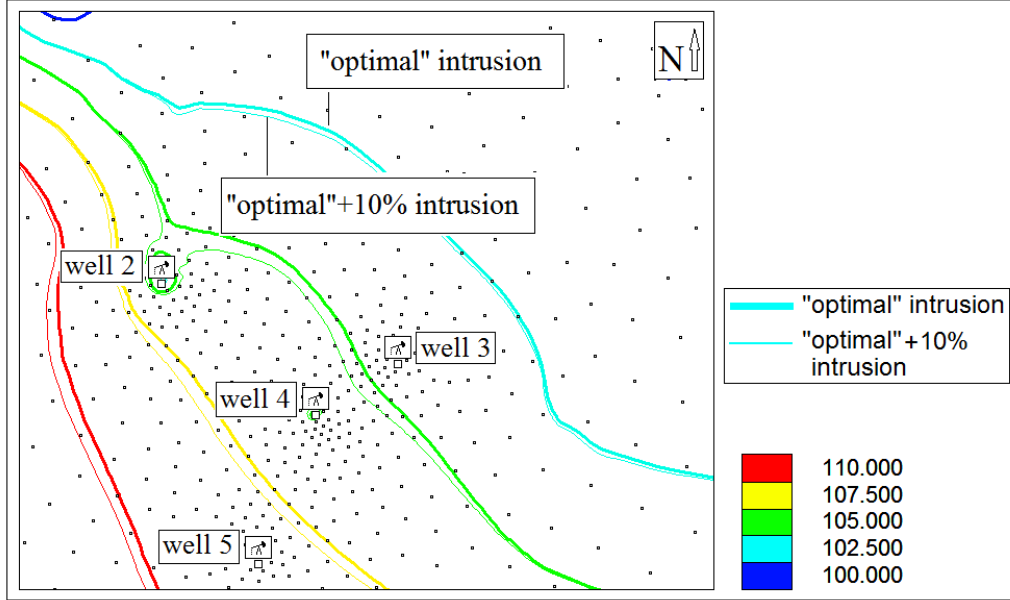 "optimal" intrusion
N
"optimal"+10% intrusion
well 2
well 3
well 4
well 5
"optimal" intrusion
"optimal"+10%
intrusion
110.000
107.500
105.000
102.500
100.000